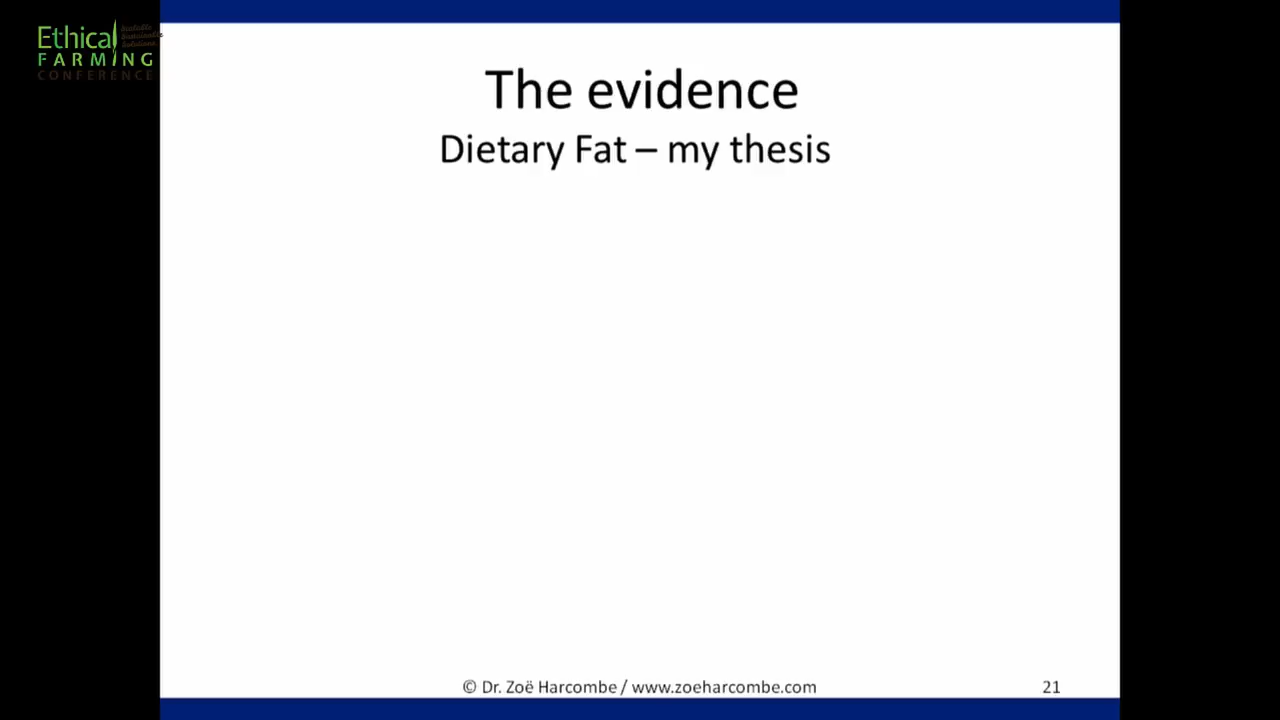 Ethical
FARMING
CONFERENCE
The evidence
Dietary Fat – my thesis
© Dr. Zoë Harcombe / www.zoeharcombe.com
21